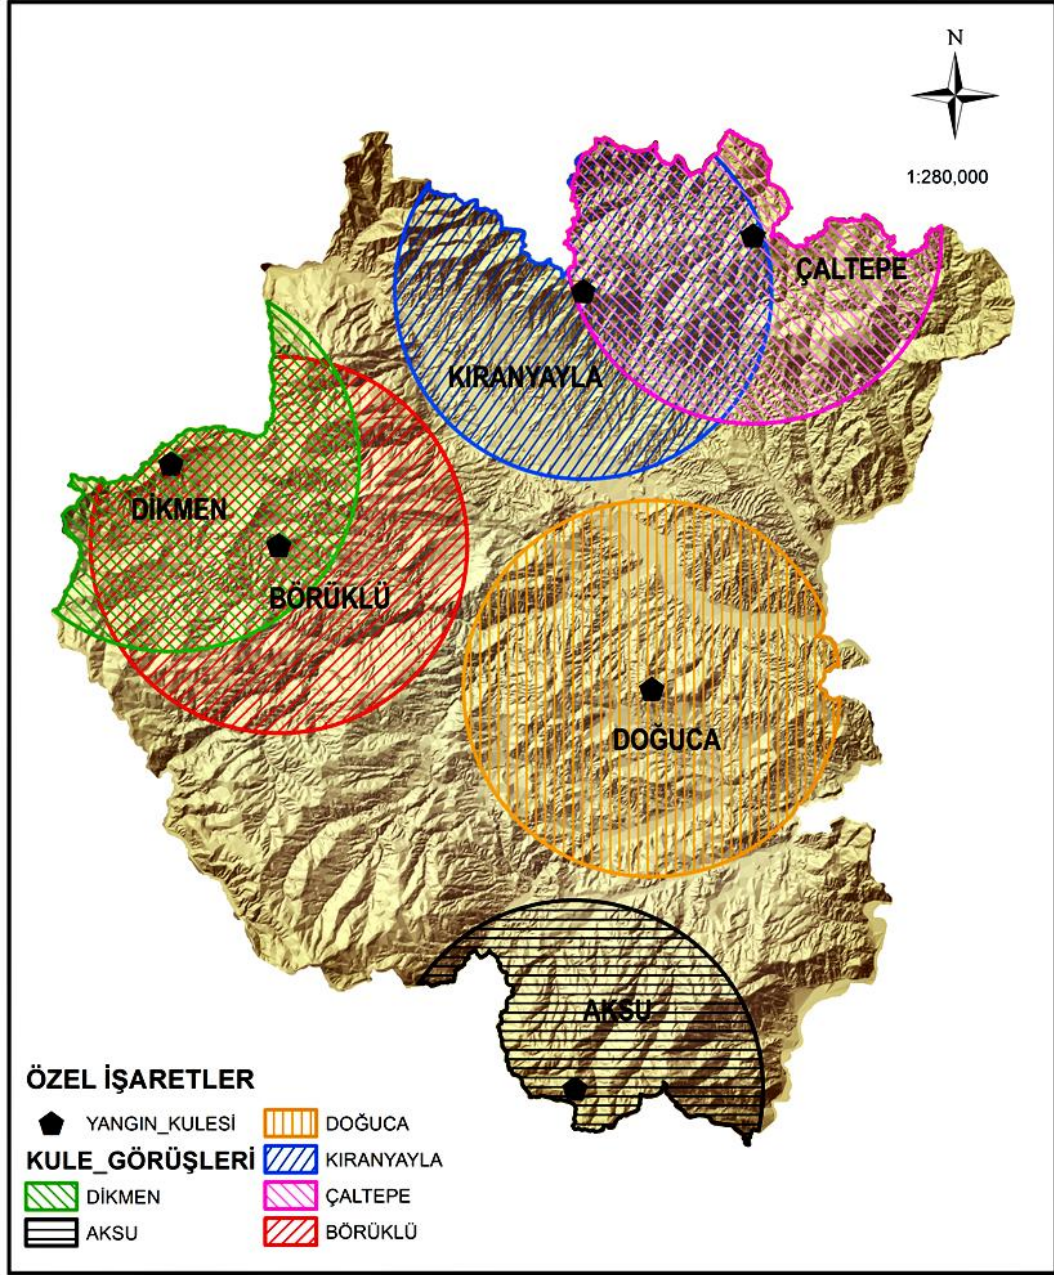 N
1:280,000
ÇALTEPE
KIRANYAYLA
DİKMEN
BÖRÜKLÜ
DOĞUCA
AKSU
ÖZEL İŞARETLER
YANGIN_KULESİ
KULE_GÖRÜŞLERİ
DİKMEN
AKSU
DOĞUCA
KIRANYAYLA
ÇALTEPE
BÖRÜKLÜ